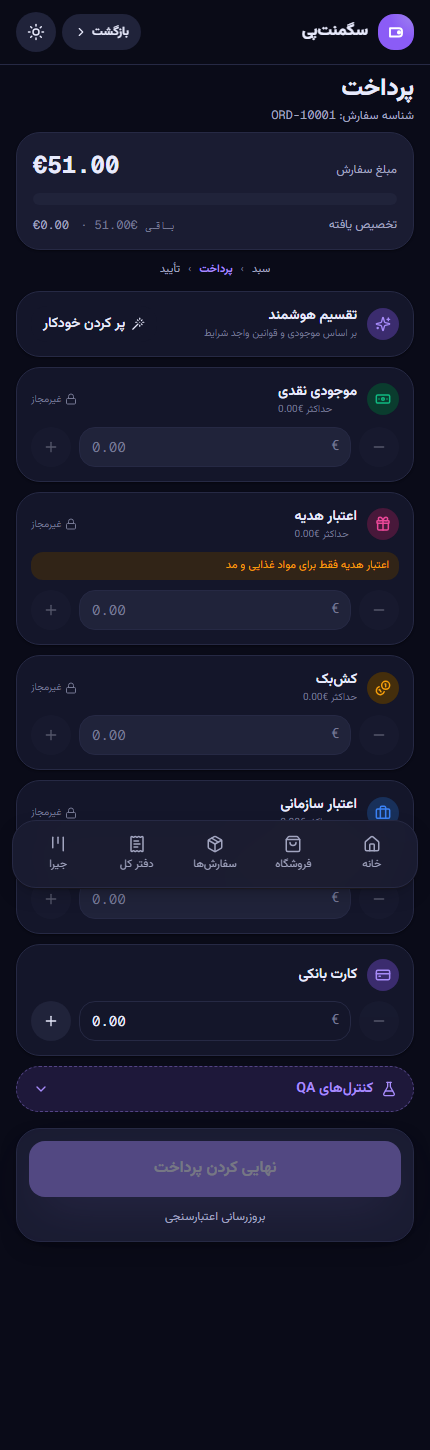 سگمنت‌پی
بازگشت
پرداخت
شناسه سفارش: ORD-10001
مبلغ سفارش
€51.00
تخصیص یافته
€0.00 · باقی €51.00
سبد › پرداخت › تأیید
تقسیم هوشمند
بر اساس موجودی و قوانین واجد شرایط
پر کردن خودکار
موجودی نقدی
حداکثر €0.00
غیرمجاز
€ 0.00
اعتبار هدیه
حداکثر €0.00
غیرمجاز
اعتبار هدیه فقط برای مواد غذایی و مد
€ 0.00
کش‌بک
حداکثر €0.00
غیرمجاز
€ 0.00
اعتبار سازمانی
غیرمجاز
خانه
فروشگاه
سفارش‌ها
دفتر کل
جیرا
€ 0.00
کارت بانکی
€ 0.00
کنترل‌های QA
نهایی کردن پرداخت
بروزرسانی اعتبارسنجی